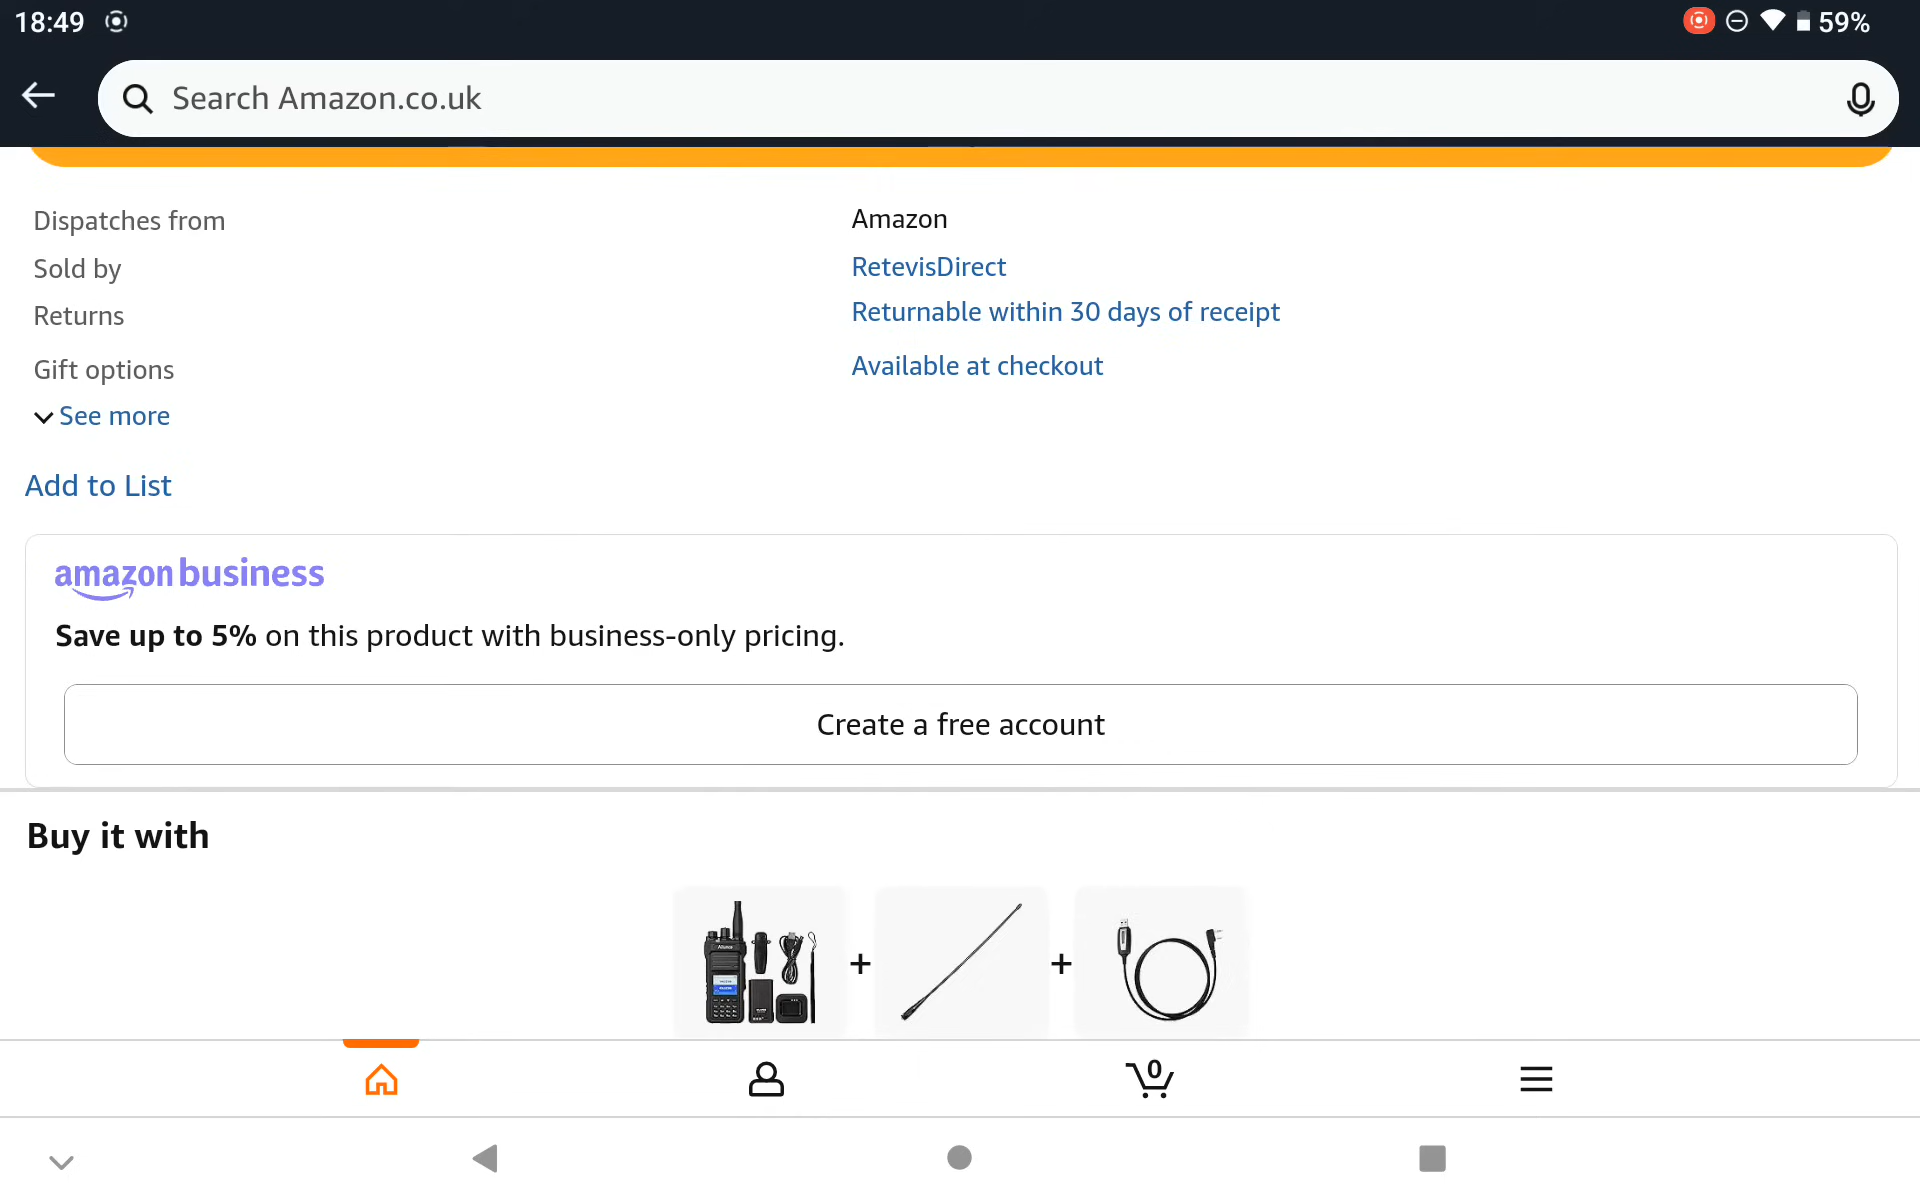 18:49
59%
Search Amazon.co.uk
Dispatches from
Amazon
Sold by
RetevisDirect
Returns
Returnable within 30 days of receipt
Gift options
Available at checkout
See more
Add to List
amazon business
Save up to 5% on this product with business-only pricing.
Create a free account
Buy it with
+
+
0